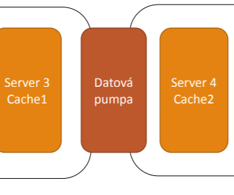 Server 3
Cache1
Datová
pumpa
Server 4
Cache2